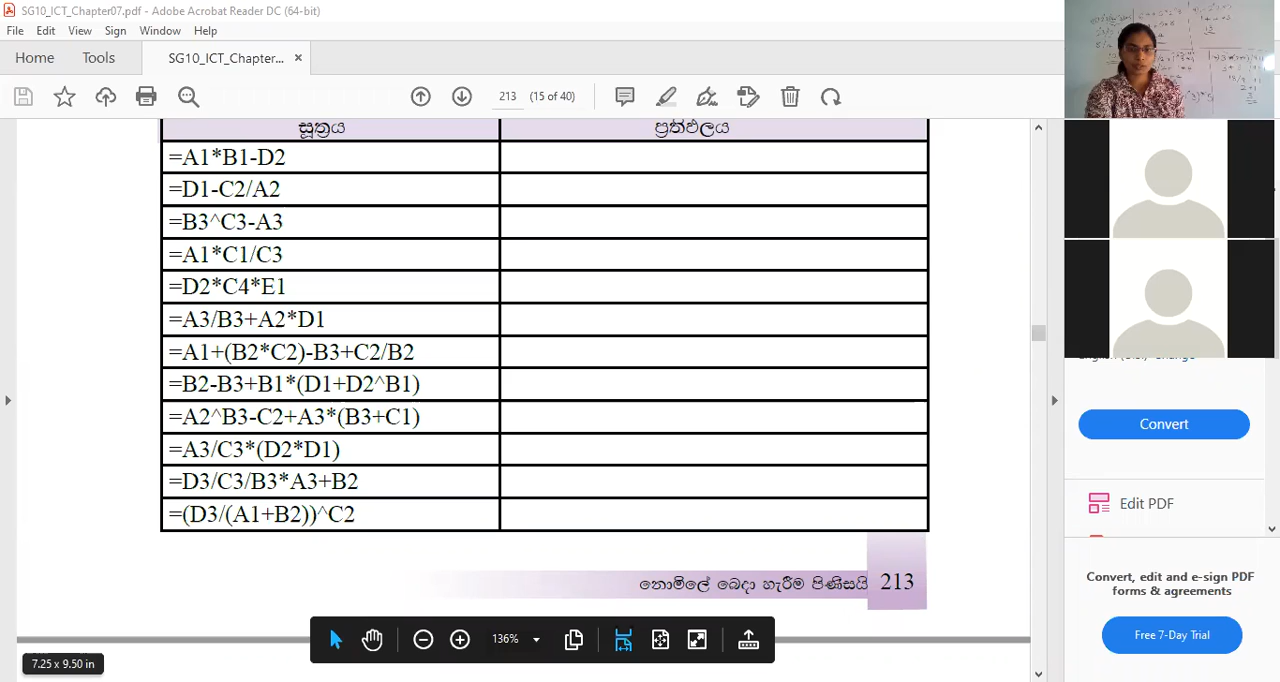 SG10_ICT_Chapter07.pdf - Adobe Acrobat Reader DC (64-bit)
File Edit View Sign Window Help
Home Tools SG10_ICT_Chapter... ×
213 (15 of 40)
සූත්‍රය ප්‍රතිඵලය
=A1*B1-D2
=D1-C2/A2
=B3^C3-A3
=A1*C1/C3
=D2*C4*E1
=A3/B3+A2*D1
=A1+(B2*C2)-B3+C2/B2
=B2-B3+B1*(D1+D2^B1)
=A2^B3-C2+A3*(B3+C1)
=A3/C3*(D2*D1)
=D3/C3/B3*A3+B2
=(D3/(A1+B2))^C2
නොමිලේ බෙදා හැරීම පිණිසයි 213
136%
7.25 x 9.50 in
Convert
Edit PDF
Convert, edit and e-sign PDF
forms & agreements
Free 7-Day Trial